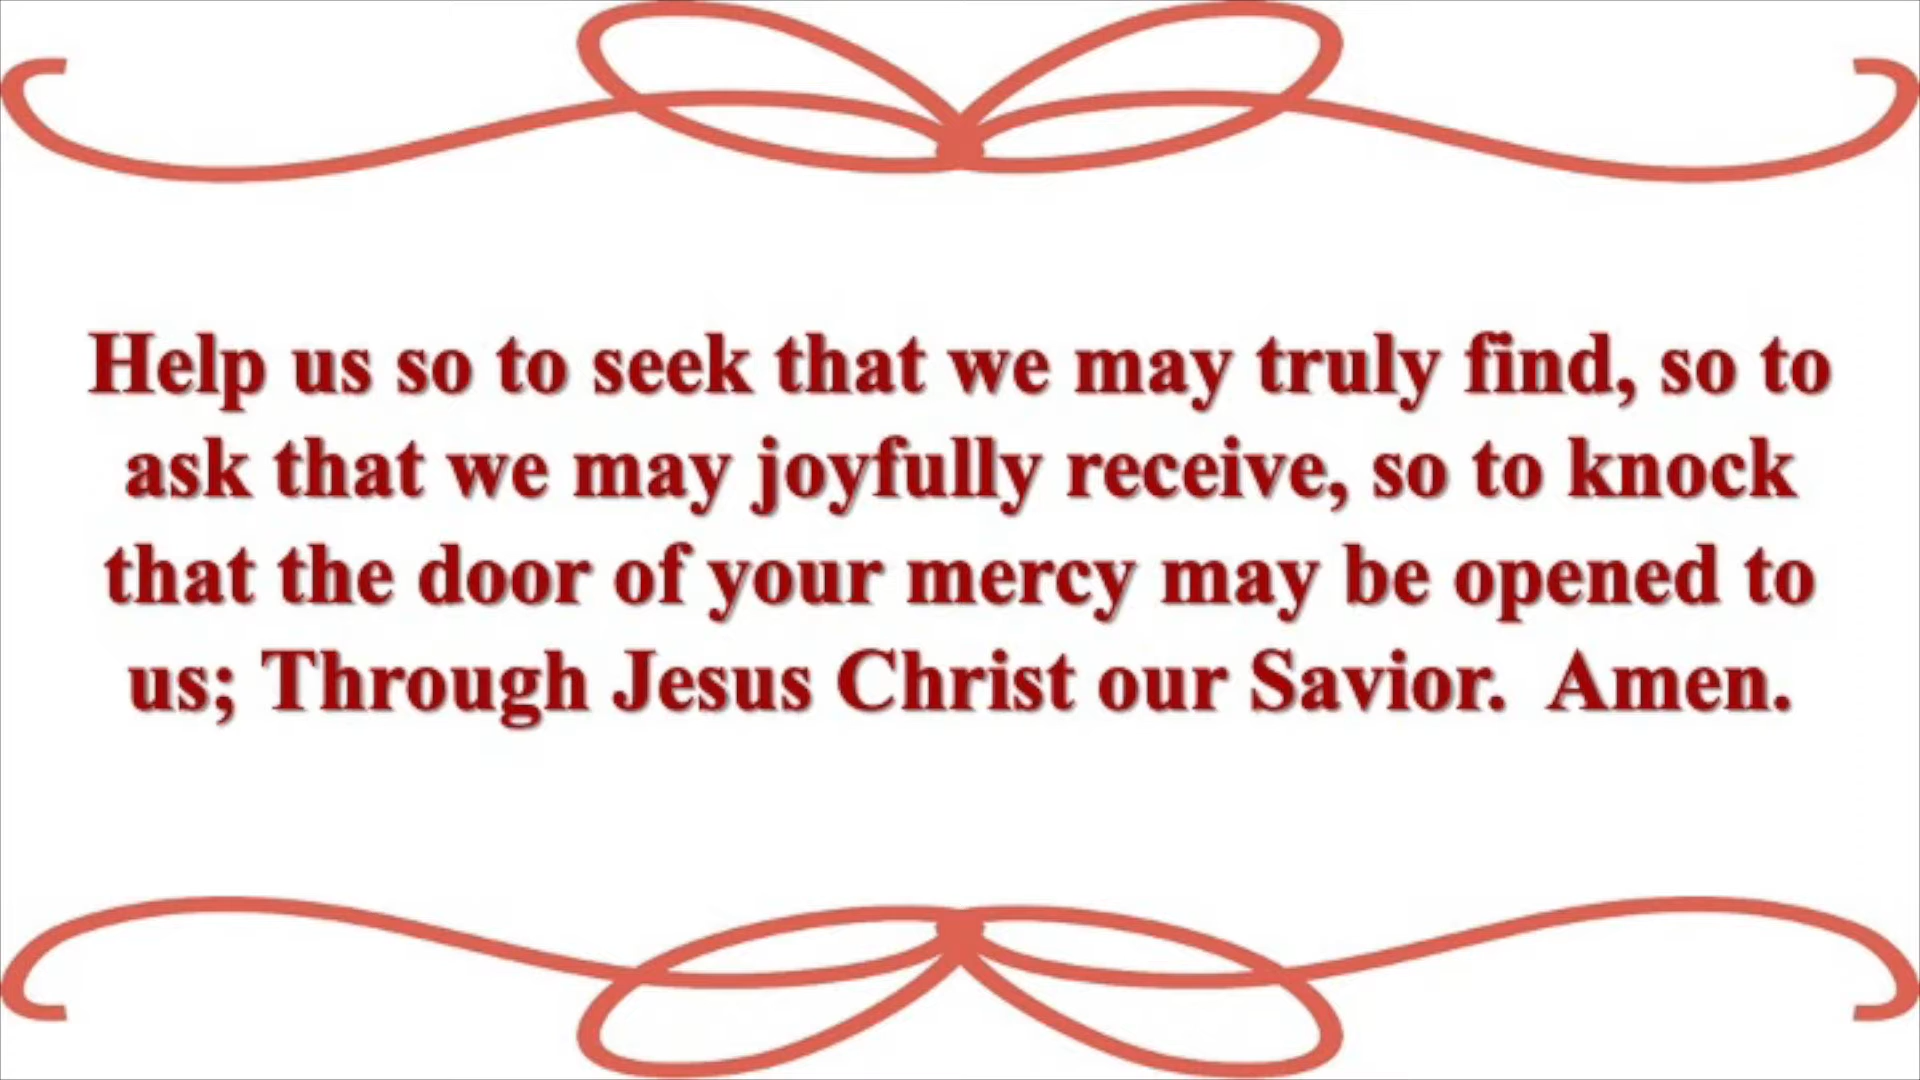 Help us so to seek that we may truly find, so to
ask that we may joyfully receive, so to knock
that the door of your mercy may be opened to
us; Through Jesus Christ our Savior.  Amen.